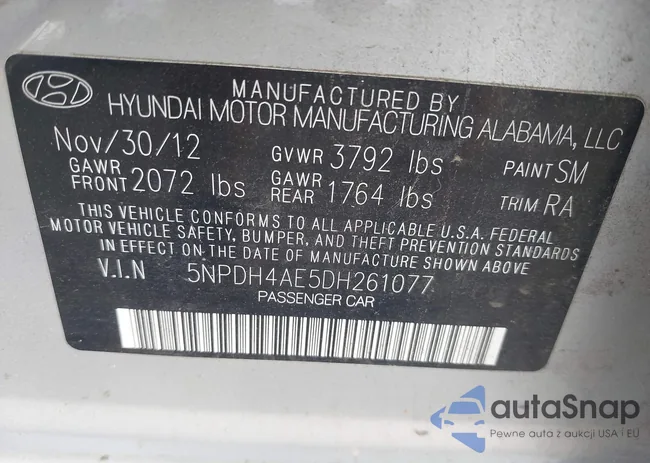 MANUFACTURED BY
HYUNDAI MOTOR MANUFACTURING ALABAMA, LLC
Nov/30/12 GVWR 3792 lbs PAINT SM
GAWR FRONT 2072 lbs GAWR REAR 1764 lbs TRIM RA
THIS VEHICLE CONFORMS TO ALL APPLICABLE U.S.A. FEDERAL
MOTOR VEHICLE SAFETY, BUMPER, AND THEFT PREVENTION STANDARDS
IN EFFECT ON THE DATE OF MANUFACTURE SHOWN ABOVE
V.I.N 5NPDH4AE5DH261077
PASSENGER CAR
autaSnap
Pewne auta z aukcji USA i EU